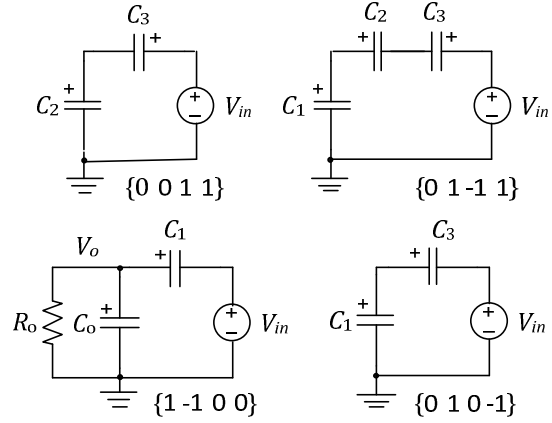 C3
+
+
C2
+
−
Vin
{0 0 1 1}
C2
C3
+
+
+
C1
+
−
Vin
{0 1 -1 1}
Vo
C1
+
+
Ro
Co
+
−
Vin
{1 -1 0 0}
C3
+
+
C1
+
−
Vin
{0 1 0 -1}